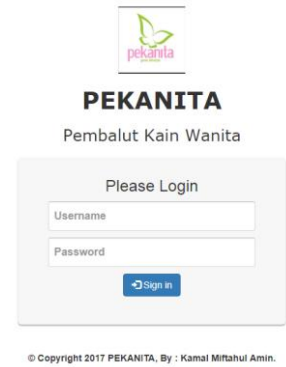 pekanita
PEKANITA
Pembalut Kain Wanita
Please Login
Username
Password
Sign in
© Copyright 2017 PEKANITA, By : Kamal Miftahul Amin.